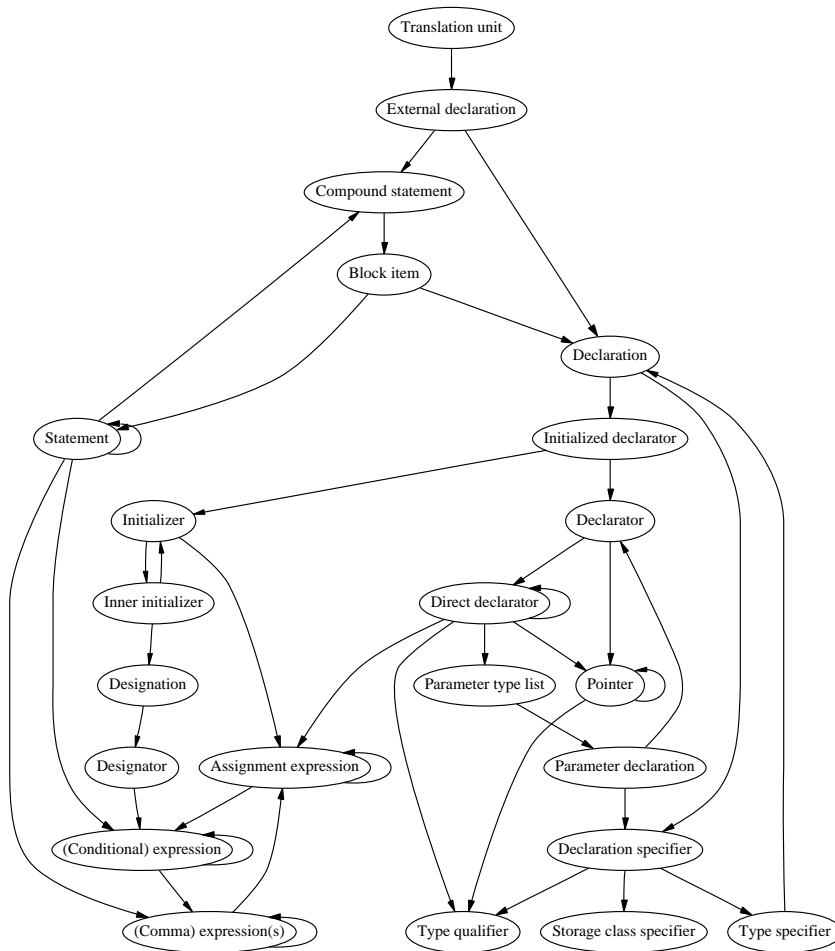 Translation unit
External declaration
Compound statement
Block item
Declaration
Statement
Initialized declarator
Initializer
Declarator
Inner initializer
Direct declarator
Designation
Parameter type list
Pointer
Designator
Assignment expression
Parameter declaration
(Conditional) expression
Declaration specifier
(Comma) expression(s)
Type qualifier
Storage class specifier
Type specifier